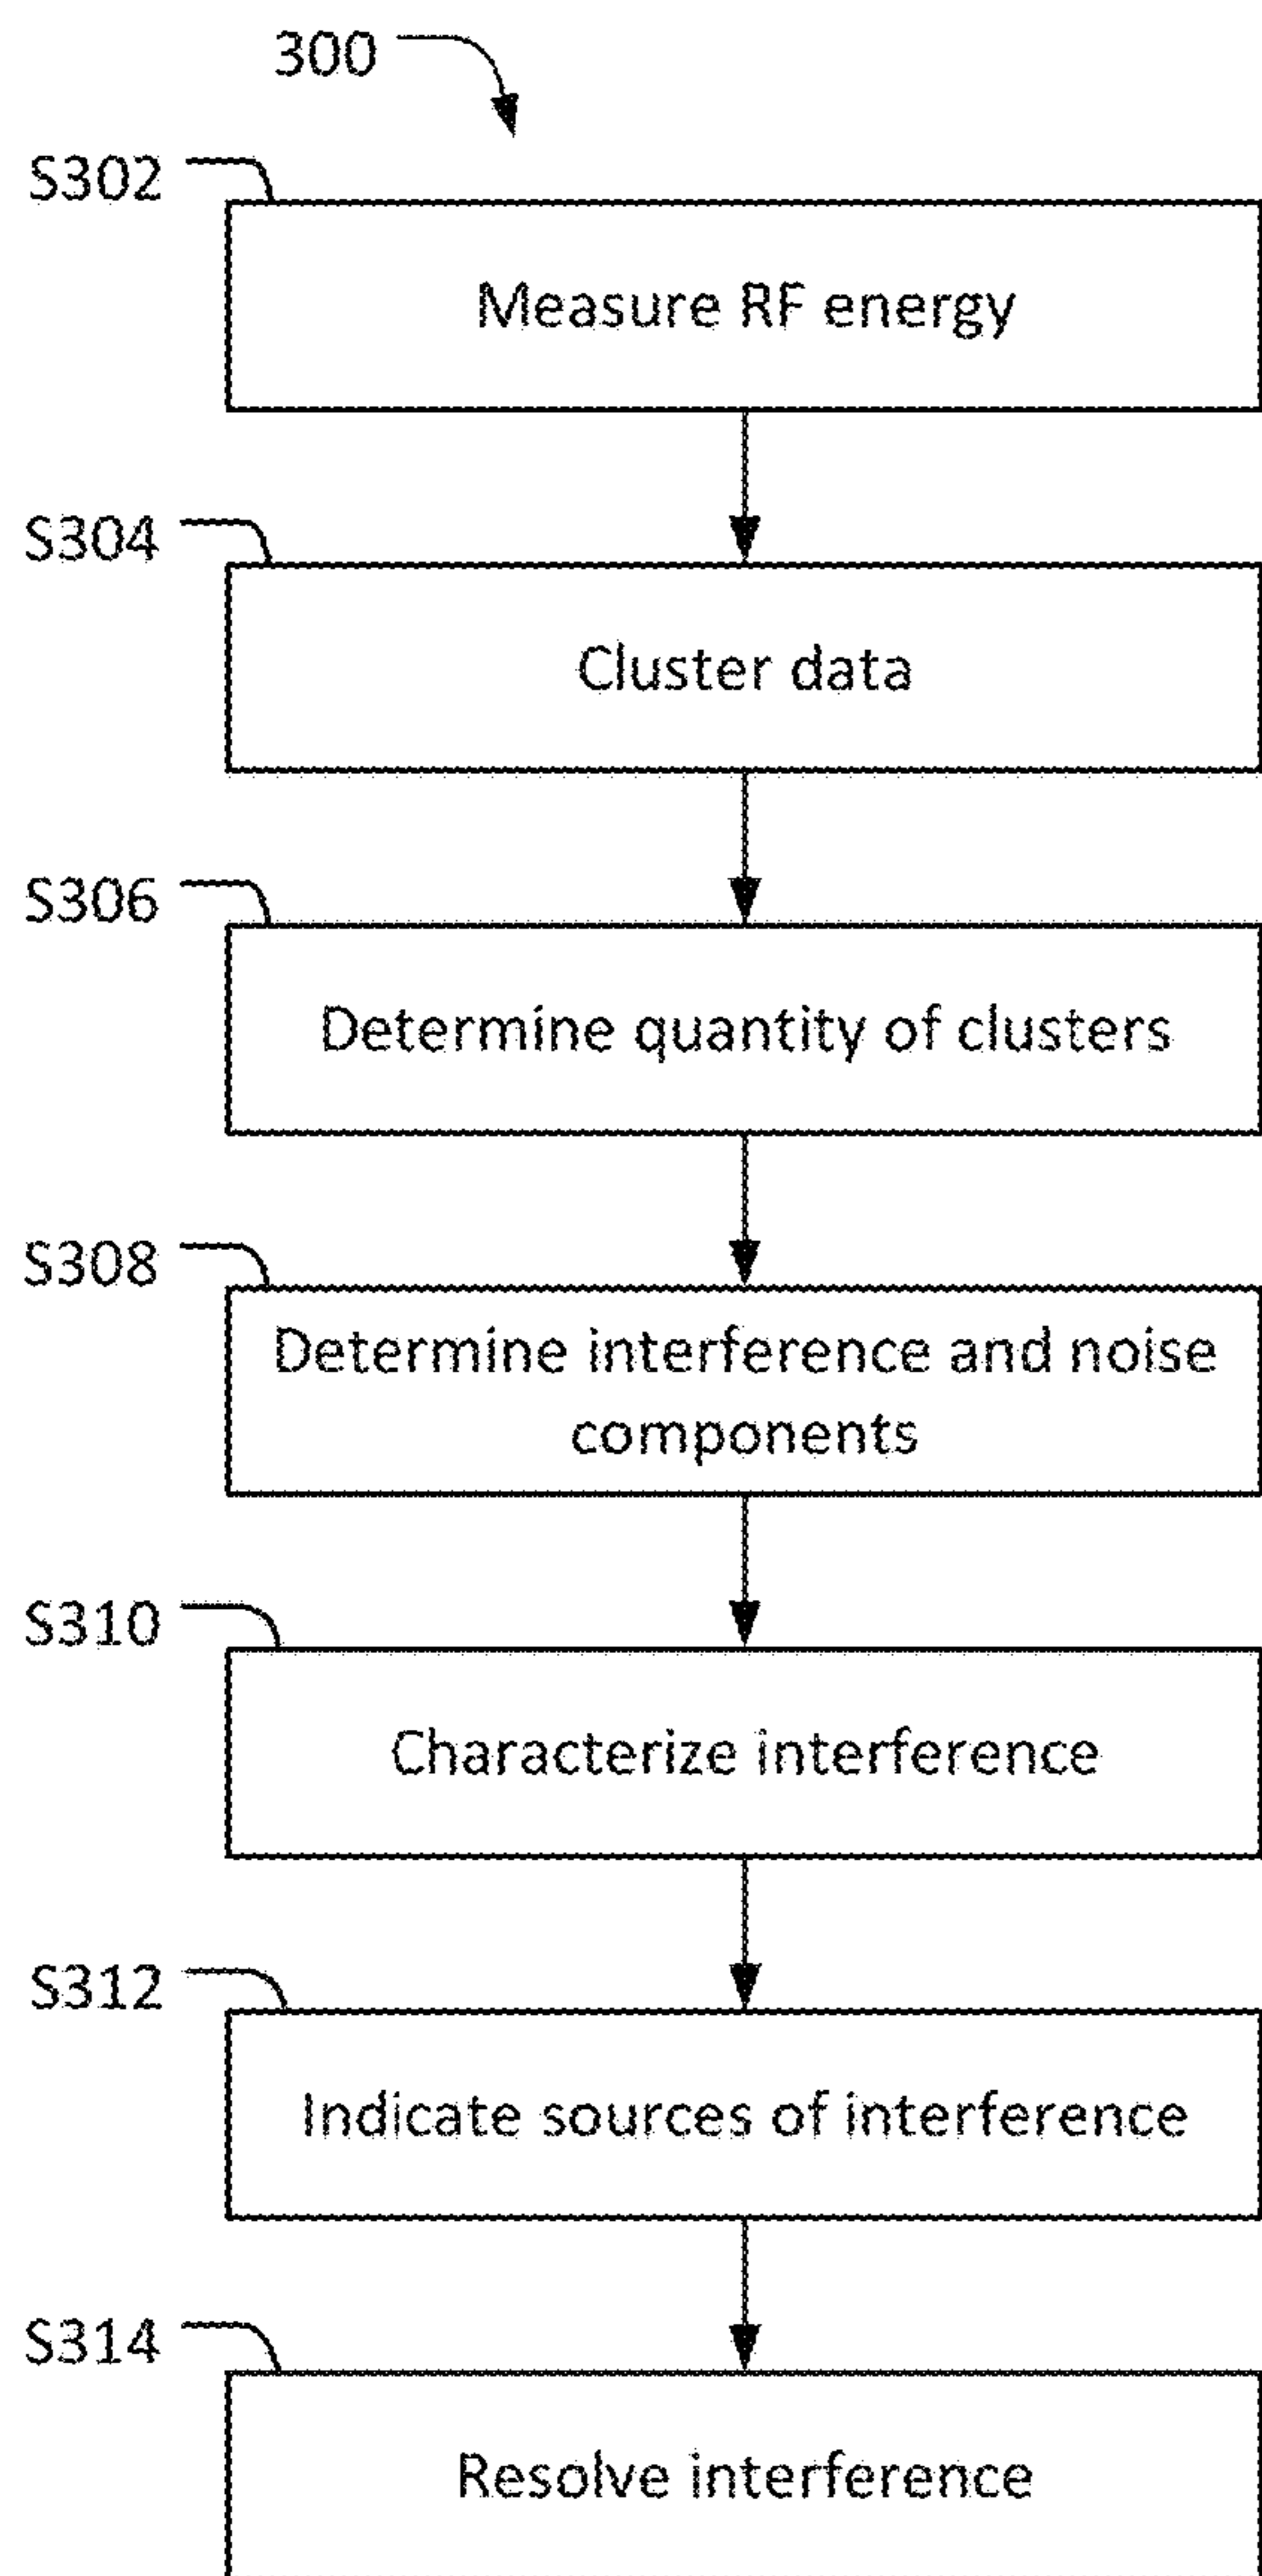 300
S302
Measure RF energy
S304
Cluster data
S306
Determine quantity of clusters
S308
Determine interference and noise
components
S310
Characterize interference
S312
Indicate sources of interference
S314
Resolve interference